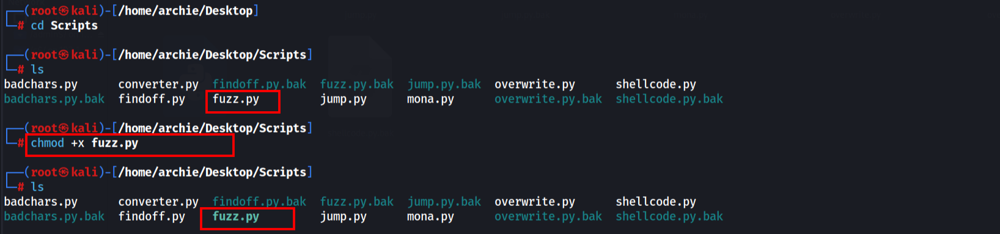 ┌──(root㉿kali)-[/home/archie/Desktop]
└─# cd Scripts
┌──(root㉿kali)-[/home/archie/Desktop/Scripts]
└─# ls
badchars.py converter.py findoff.py.bak fuzz.py.bak jump.py.bak overwrite.py shellcode.py
badchars.py.bak findoff.py fuzz.py jump.py mona.py overwrite.py.bak shellcode.py.bak
┌──(root㉿kali)-[/home/archie/Desktop/Scripts]
└─# chmod +x fuzz.py
┌──(root㉿kali)-[/home/archie/Desktop/Scripts]
└─# ls
badchars.py converter.py findoff.py.bak fuzz.py.bak jump.py.bak overwrite.py shellcode.py
badchars.py.bak findoff.py fuzz.py jump.py mona.py overwrite.py.bak shellcode.py.bak